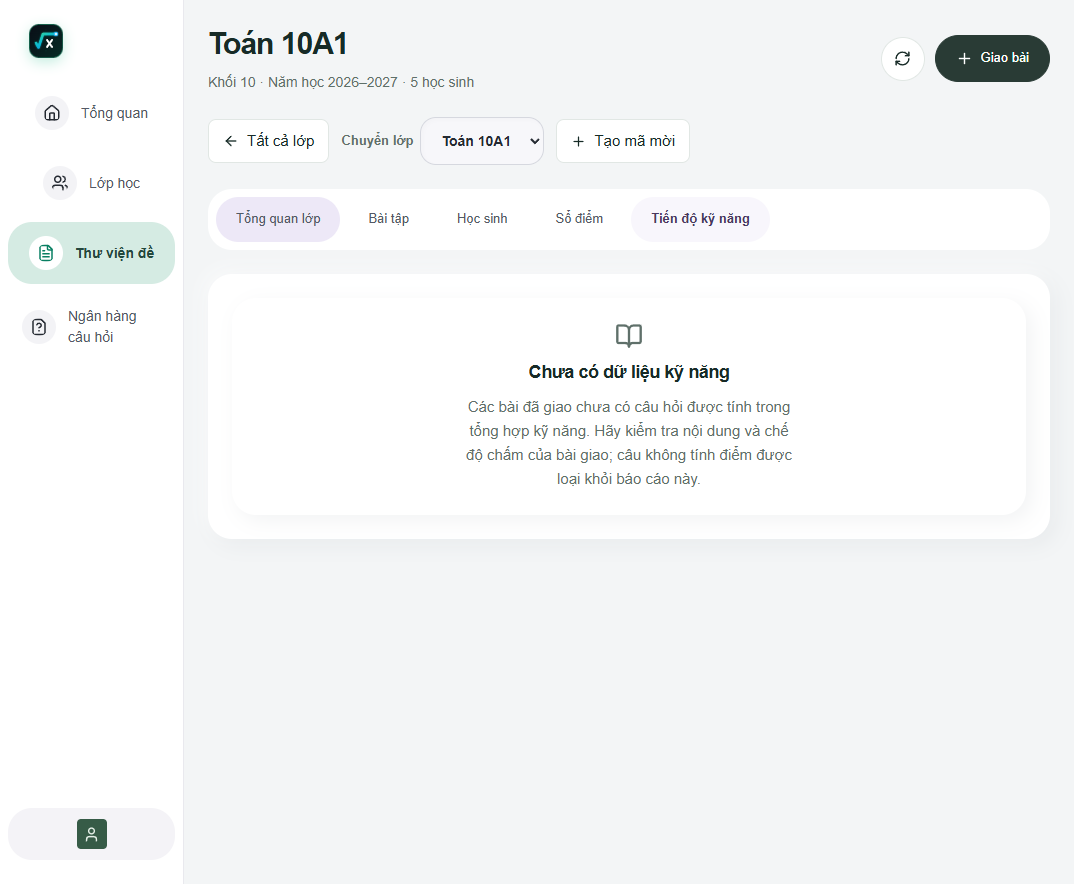 √x
Tổng quan
Lớp học
Thư viện đề
Ngân hàng
câu hỏi
Toán 10A1
Khối 10 · Năm học 2026–2027 · 5 học sinh
Giao bài
Tất cả lớp
Chuyển lớp
Toán 10A1
Tạo mã mời
Tổng quan lớp
Bài tập
Học sinh
Sổ điểm
Tiến độ kỹ năng
Chưa có dữ liệu kỹ năng
Các bài đã giao chưa có câu hỏi được tính trong
tổng hợp kỹ năng. Hãy kiểm tra nội dung và chế
độ chấm của bài giao; câu không tính điểm được
loại khỏi báo cáo này.